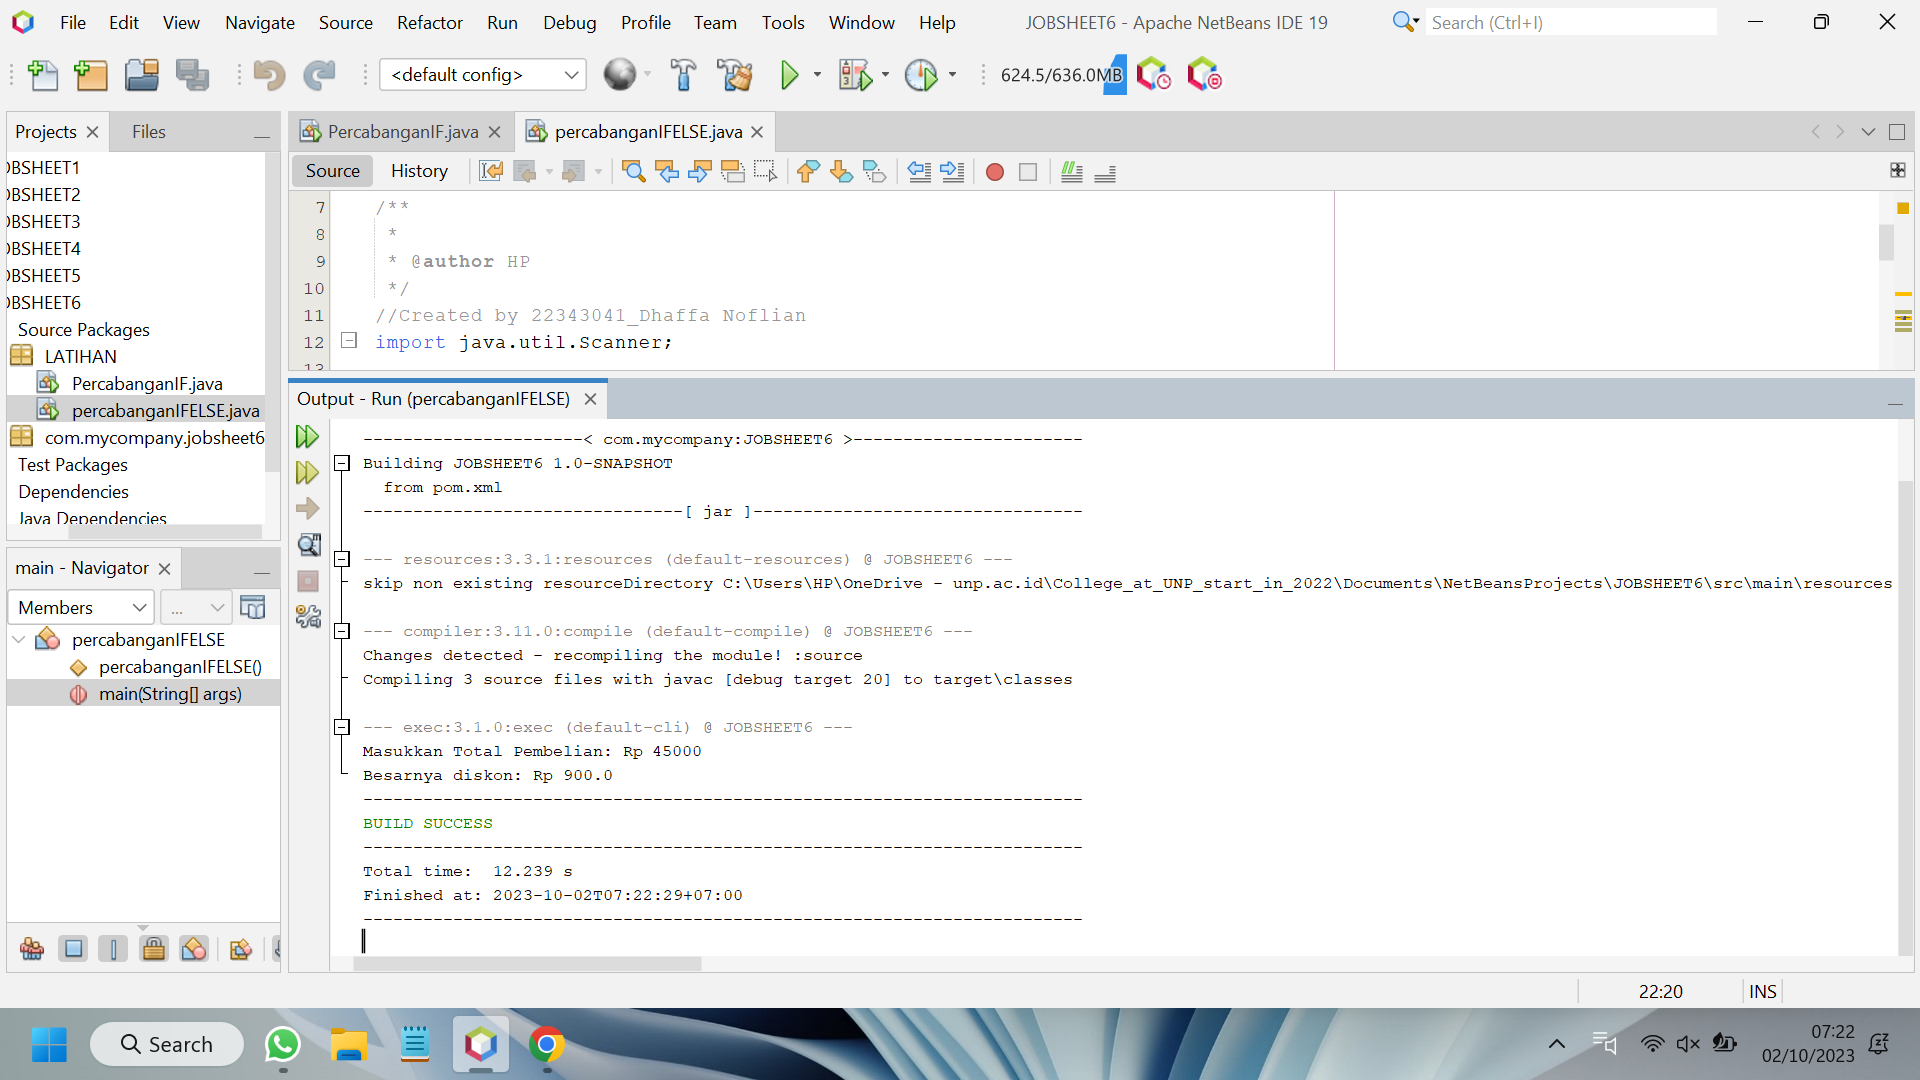 File Edit View Navigate Source Refactor Run Debug Profile Team Tools Window Help JOBSHEET6 - Apache NetBeans IDE 19 Search (Ctrl+I)
<default config> 624.5/636.0MB
Projects Files
OBSHEET1
OBSHEET2
OBSHEET3
OBSHEET4
OBSHEET5
OBSHEET6
Source Packages
LATIHAN
PercabanganIF.java
percabanganIFELSE.java
com.mycompany.jobsheet6
Test Packages
Dependencies
Java Dependencies
main - Navigator
Members ...
percabanganIFELSE
percabanganIFELSE()
main(String[] args)
PercabanganIF.java percabanganIFELSE.java
Source History
7 /**
8 *
9 * @author HP
10 */
11 //Created by 22343041_Dhaffa Noflian
12 import java.util.Scanner;
13
Output - Run (percabanganIFELSE)
----------------------< com.mycompany:JOBSHEET6 >-----------------------
Building JOBSHEET6 1.0-SNAPSHOT
from pom.xml
--------------------------------[ jar ]---------------------------------
--- resources:3.3.1:resources (default-resources) @ JOBSHEET6 ---
skip non existing resourceDirectory C:\Users\HP\OneDrive - unp.ac.id\College_at_UNP_start_in_2022\Documents\NetBeansProjects\JOBSHEET6\src\main\resources
--- compiler:3.11.0:compile (default-compile) @ JOBSHEET6 ---
Changes detected - recompiling the module! :source
Compiling 3 source files with javac [debug target 20] to target\classes
--- exec:3.1.0:exec (default-cli) @ JOBSHEET6 ---
Masukkan Total Pembelian: Rp 45000
Besarnya diskon: Rp 900.0
------------------------------------------------------------------------
BUILD SUCCESS
------------------------------------------------------------------------
Total time:  12.239 s
Finished at: 2023-10-02T07:22:29+07:00
------------------------------------------------------------------------
22:20 INS
Search
07:22
02/10/2023